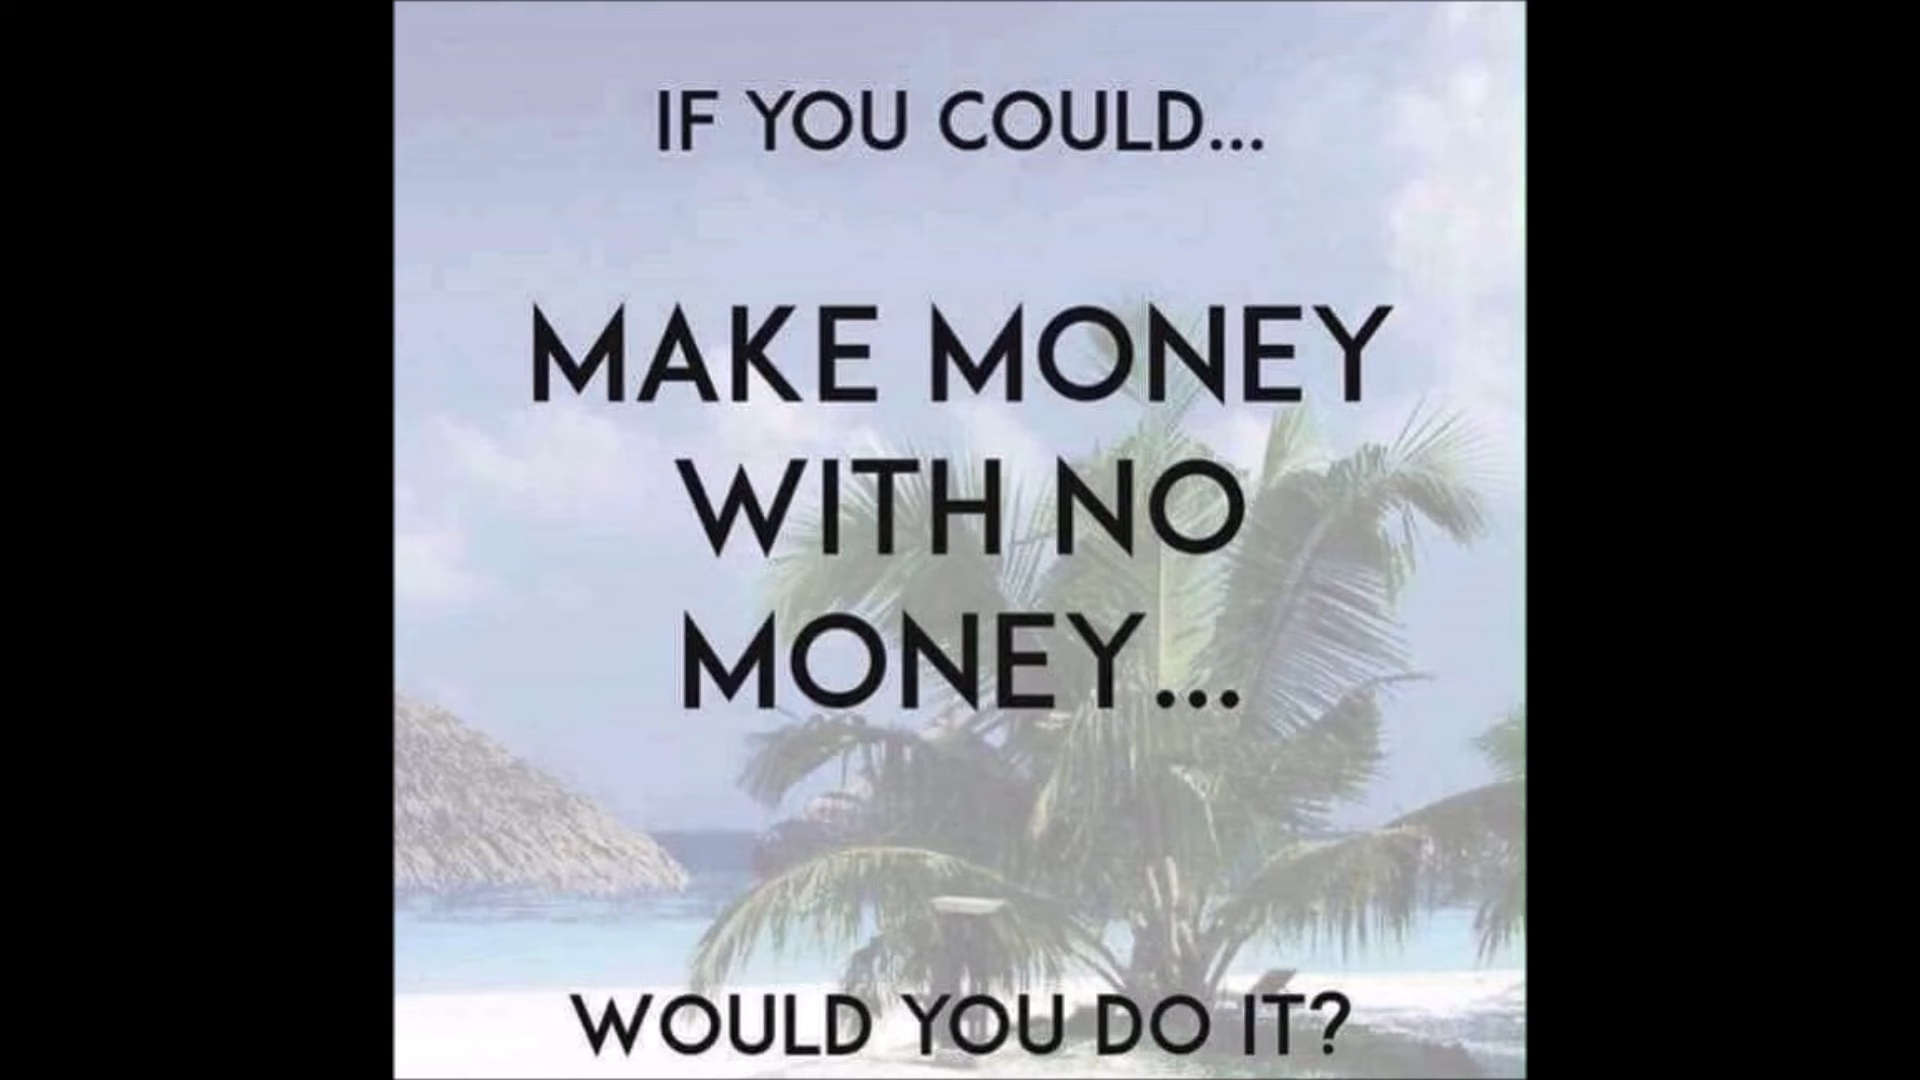 IF YOU COULD...
MAKE MONEY
WITH NO
MONEY...
WOULD YOU DO IT?